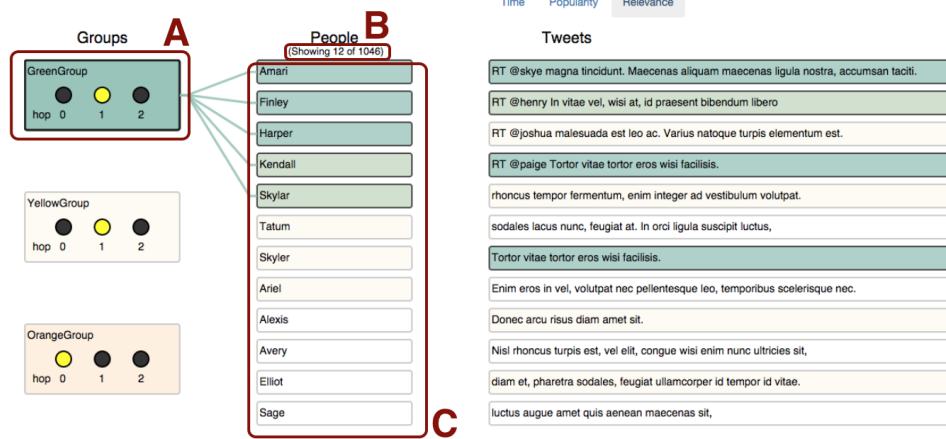 Time Popularity Relevance
Groups A People B Tweets
(Showing 12 of 1046)
GreenGroup
hop 0 1 2
YellowGroup
hop 0 1 2
OrangeGroup
hop 0 1 2
Amari
Finley
Harper
Kendall
Skylar
Tatum
Skyler
Ariel
Alexis
Avery
Elliot
Sage
C
RT @skye magna tincidunt. Maecenas aliquam maecenas ligula nostra, accumsan taciti.
RT @henry In vitae vel, wisi at, id praesent bibendum libero
RT @joshua malesuada est leo ac. Varius natoque turpis elementum est.
RT @paige Tortor vitae tortor eros wisi facilisis.
rhoncus tempor fermentum, enim integer ad vestibulum volutpat.
sodales lacus nunc, feugiat at. In orci ligula suscipit luctus,
Tortor vitae tortor eros wisi facilisis.
Enim eros in vel, volutpat nec pellentesque leo, temporibus scelerisque nec.
Donec arcu risus diam amet sit.
Nisl rhoncus turpis est, vel elit, congue wisi enim nunc ultricies sit,
diam et, pharetra sodales, feugiat ullamcorper id tempor id vitae.
luctus augue amet quis aenean maecenas sit,